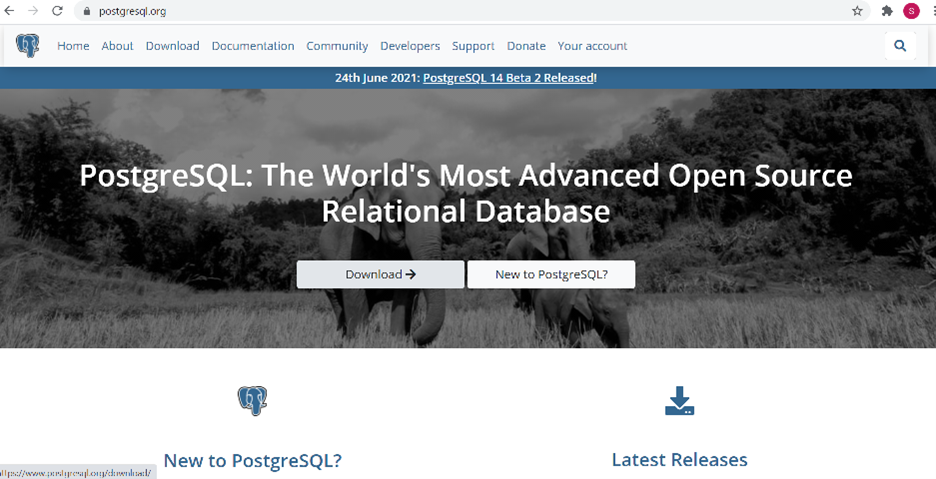 postgresql.org
S
Home About Download Documentation Community Developers Support Donate Your account
24th June 2021: PostgreSQL 14 Beta 2 Released!
PostgreSQL: The World's Most Advanced Open Source
Relational Database
Download → New to PostgreSQL?
New to PostgreSQL? Latest Releases
https://www.postgresql.org/download/